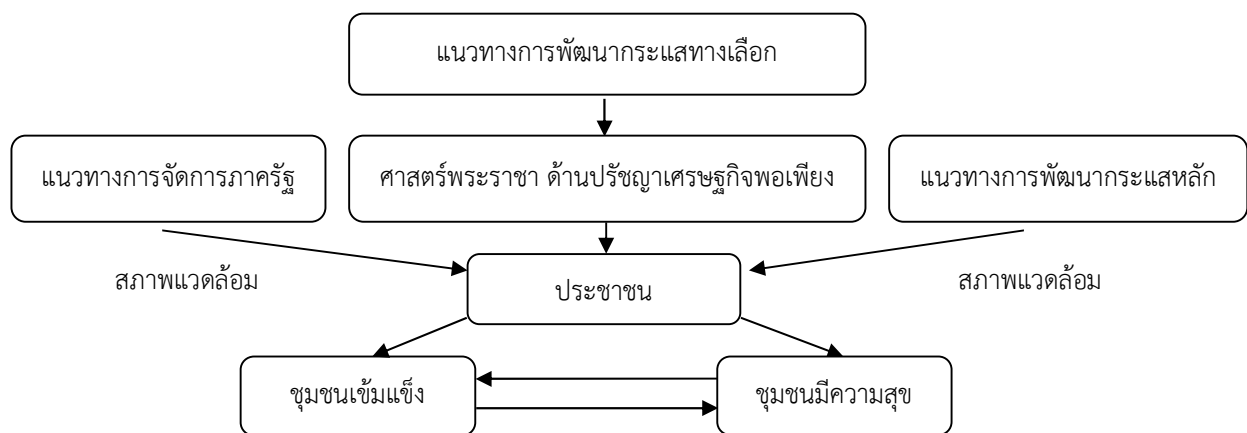 แนวทางการพัฒนากระแสทางเลือก
แนวทางการจัดการภาครัฐ
ศาสตร์พระราชา ด้านปรัชญาเศรษฐกิจพอเพียง
แนวทางการพัฒนากระแสหลัก
สภาพแวดล้อม
ประชาชน
สภาพแวดล้อม
ชุมชนเข้มแข็ง
ชุมชนมีความสุข